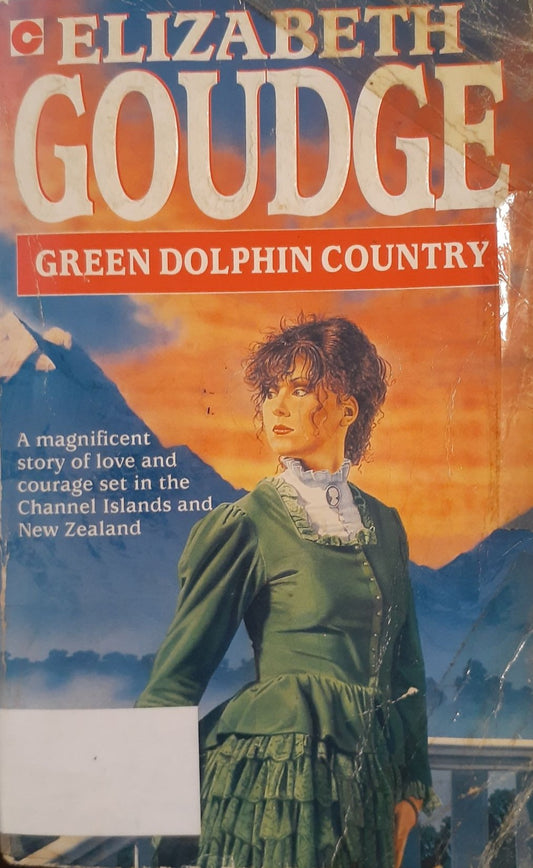 ELIZABETH
GOUDGE
GREEN DOLPHIN COUNTRY
A magnificent
story of love and
courage set in the
Channel Islands and
New Zealand